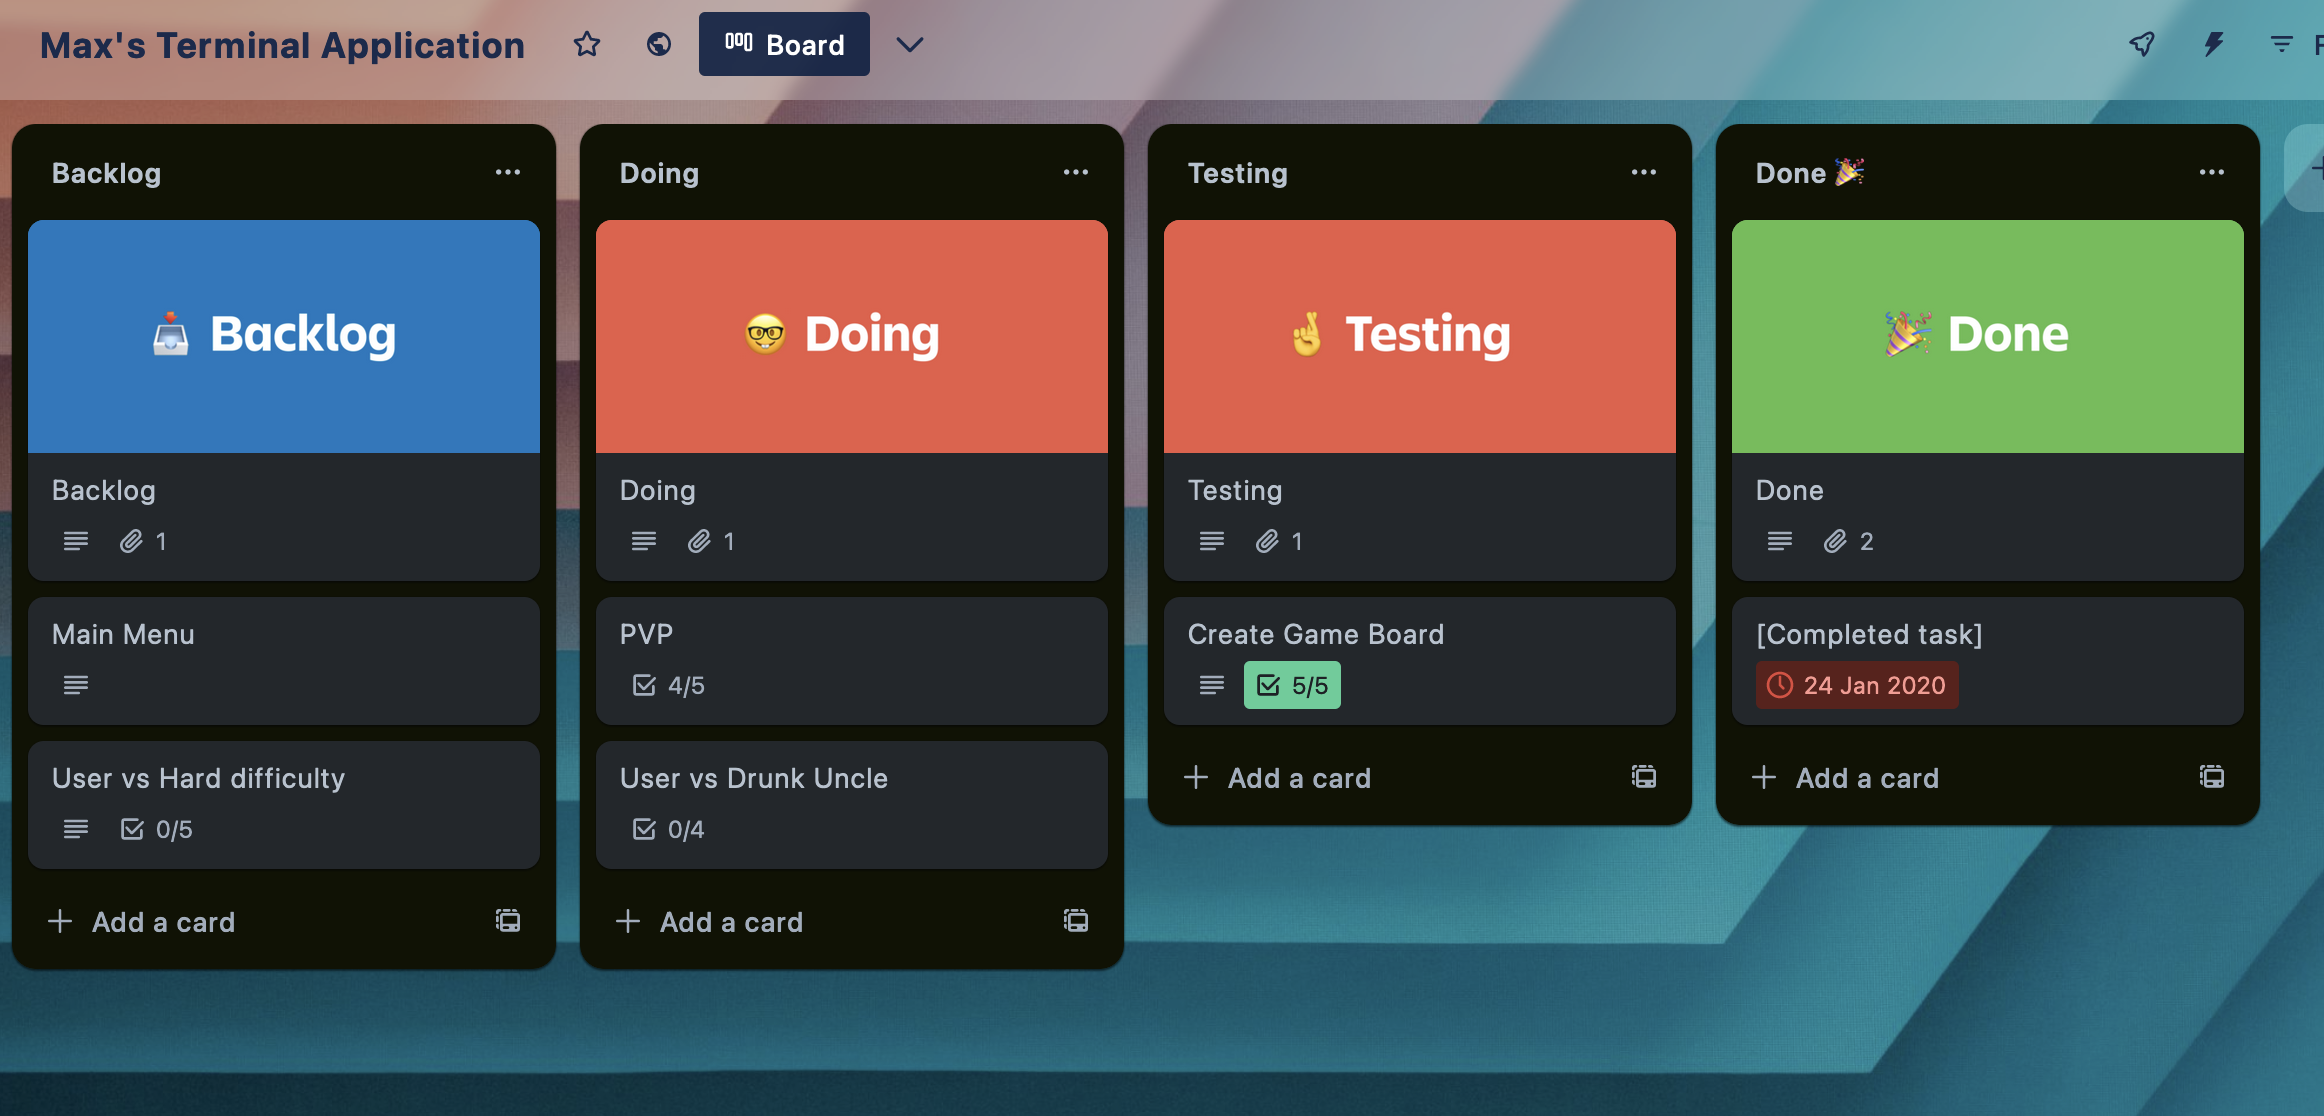 Max's Terminal Application
Board
F
Backlog
Backlog
Backlog
1
Main Menu
User vs Hard difficulty
0/5
Add a card
Doing
Doing
Doing
1
PVP
4/5
User vs Drunk Uncle
0/4
Add a card
Testing
Testing
Testing
1
Create Game Board
5/5
Add a card
Done 🎉
Done
Done
2
[Completed task]
24 Jan 2020
Add a card